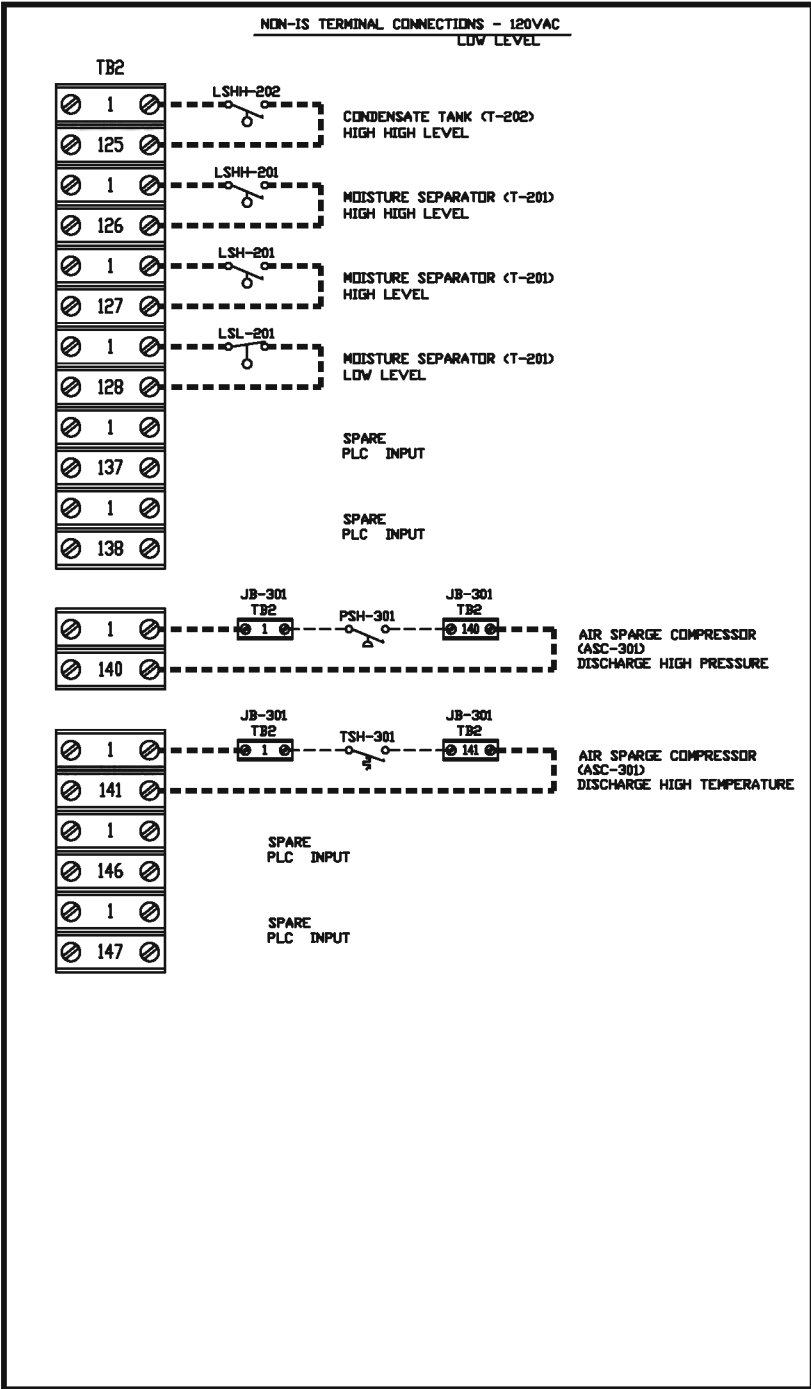 NON-IS TERMINAL CONNECTIONS - 120VAC
LOW LEVEL
TB2
1
LSHH-202
CONDENSATE TANK (T-202)
HIGH HIGH LEVEL
125
1
LSHH-201
MOISTURE SEPARATOR (T-201)
HIGH HIGH LEVEL
126
1
LSH-201
MOISTURE SEPARATOR (T-201)
HIGH LEVEL
127
1
LSL-201
MOISTURE SEPARATOR (T-201)
LOW LEVEL
128
1
SPARE
PLC INPUT
137
1
SPARE
PLC INPUT
138
JB-301
TB2
PSH-301
JB-301
TB2
1
1
140
AIR SPARGE COMPRESSOR
(ASC-301)
DISCHARGE HIGH PRESSURE
140
JB-301
TB2
TSH-301
JB-301
TB2
1
1
141
AIR SPARGE COMPRESSOR
(ASC-301)
DISCHARGE HIGH TEMPERATURE
141
1
SPARE
PLC INPUT
146
1
SPARE
PLC INPUT
147